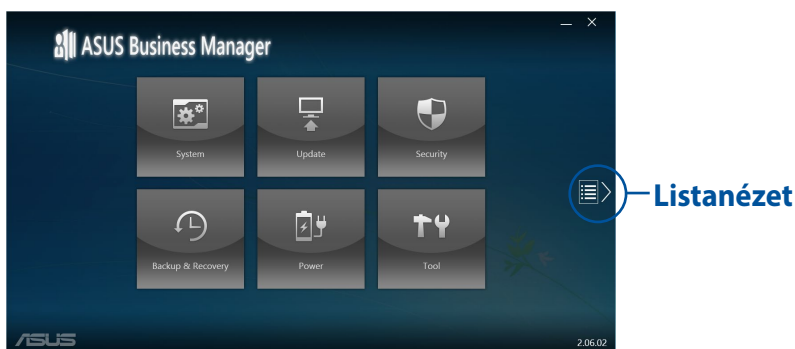 ASUS Business Manager
System
Update
Security
Listanézet
Backup & Recovery
Power
Tool
ASUS
2.06.02